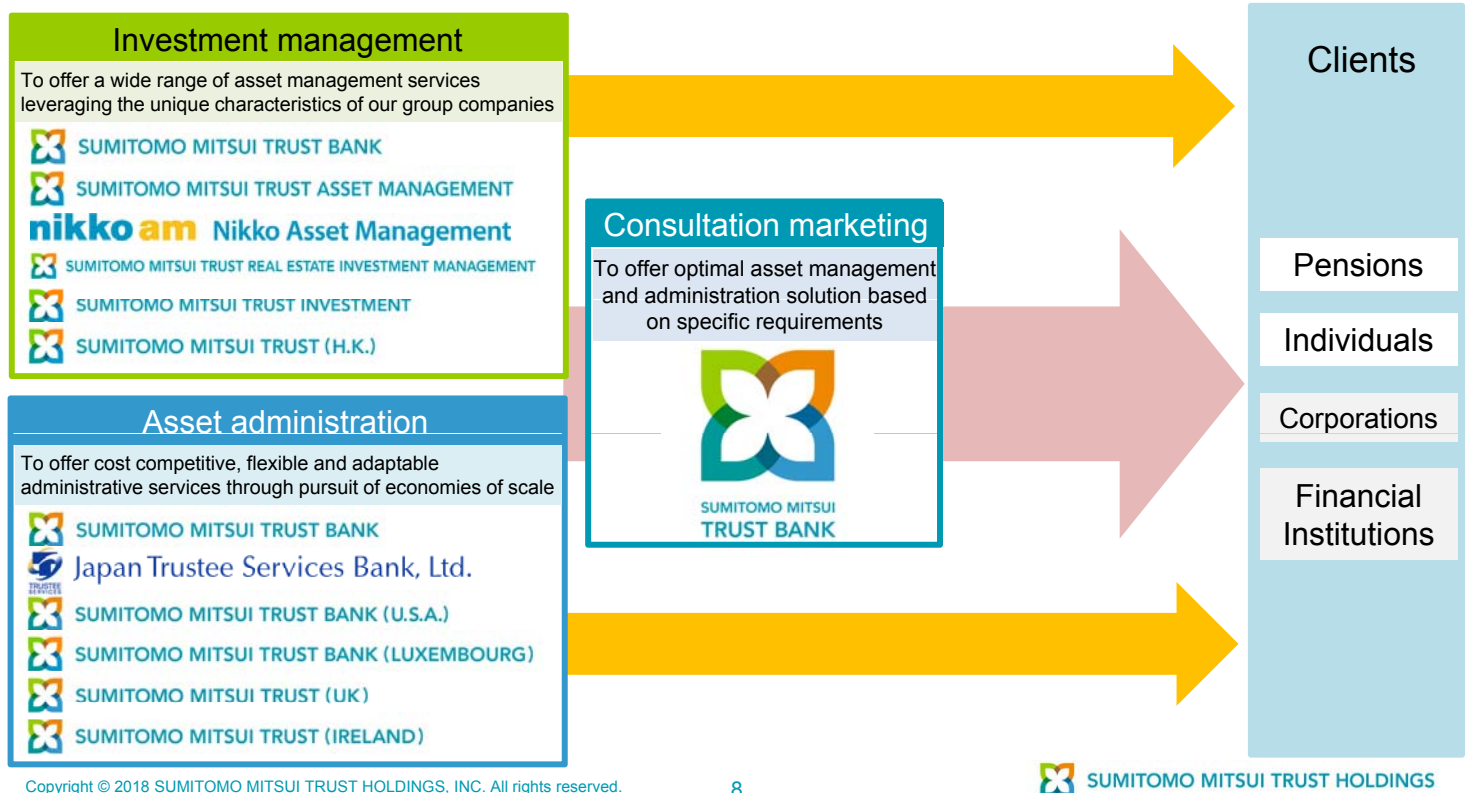 Investment management
To offer a wide range of asset management services
leveraging the unique characteristics of our group companies
SUMITOMO MITSUI TRUST BANK
SUMITOMO MITSUI TRUST ASSET MANAGEMENT
nikko am Nikko Asset Management
SUMITOMO MITSUI TRUST REAL ESTATE INVESTMENT MANAGEMENT
SUMITOMO MITSUI TRUST INVESTMENT
SUMITOMO MITSUI TRUST (H.K.)
Asset administration
To offer cost competitive, flexible and adaptable
administrative services through pursuit of economies of scale
SUMITOMO MITSUI TRUST BANK
Japan Trustee Services Bank, Ltd.
TRUSTEE
SERVICES
SUMITOMO MITSUI TRUST BANK (U.S.A.)
SUMITOMO MITSUI TRUST BANK (LUXEMBOURG)
SUMITOMO MITSUI TRUST (UK)
SUMITOMO MITSUI TRUST (IRELAND)
Consultation marketing
To offer optimal asset management
and administration solution based
on specific requirements
SUMITOMO MITSUI
TRUST BANK
Clients
Pensions
Individuals
Corporations
Financial
Institutions
Copyright © 2018 SUMITOMO MITSUI TRUST HOLDINGS, INC. All rights reserved.
8
SUMITOMO MITSUI TRUST HOLDINGS